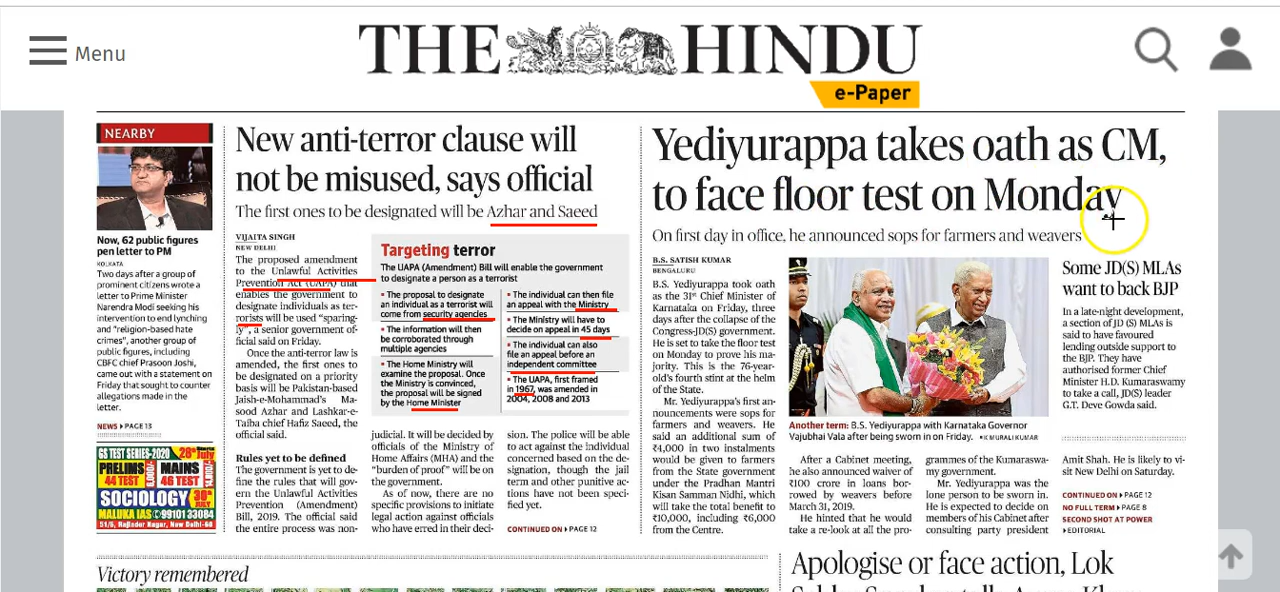 Menu
THE HINDU
e-Paper
NEARBY
Now, 62 public figures
pen letter to PM
KOLKATA
Two days after a group of
prominent citizens wrote a
letter to Prime Minister
Narendra Modi seeking his
intervention to end lynching
and “religion-based hate
crimes”, another group of
public figures, including
CBFC chief Prasoon Joshi,
came out with a statement on
Friday that sought to counter
allegations made in the
letter.
NEWS ▶ PAGE 13
GS TEST SERIES-2020 28th July
PRELIMS
44 TEST
MAINS
46 TEST
SOCIOLOGY 30th JULY
MALUKA IAS 9910133084
51/5, Rajinder Nagar, New Delhi-60
New anti-terror clause will
not be misused, says official
The first ones to be designated will be Azhar and Saeed
VIJAITA SINGH
NEW DELHI
The proposed amendment
to the Unlawful Activities
Prevention Act (UAPA) that
enables the government to
designate individuals as ter-
rorists will be used “sparing-
ly”, a senior government of-
ficial said on Friday.
Once the anti-terror law is
amended, the first ones to
be designated on a priority
basis will be Pakistan-based
Jaish-e-Mohammad’s Ma-
sood Azhar and Lashkar-e-
Taiba chief Hafiz Saeed, the
official said.
Rules yet to be defined
The government is yet to de-
fine the rules that will gov-
ern the Unlawful Activities
Prevention (Amendment)
Bill, 2019. The official said
the entire process was non-
Targeting terror
The UAPA (Amendment) Bill will enable the government
to designate a person as a terrorist
• The proposal to designate
an individual as a terrorist will
come from security agencies
• The information will then
be corroborated through
multiple agencies
• The Home Ministry will
examine the proposal. Once
the Ministry is convinced,
the proposal will be signed
by the Home Minister
• The individual can then file
an appeal with the Ministry
• The Ministry will have to
decide on appeal in 45 days
• The individual can also
file an appeal before an
independent committee
• The UAPA, first framed
in 1967, was amended in
2004, 2008 and 2013
judicial. It will be decided by
officials of the Ministry of
Home Affairs (MHA) and the
“burden of proof” will be on
the government.
As of now, there are no
specific provisions to initiate
legal action against officials
who have erred in their deci-
sion. The police will be able
to act against the individual
concerned based on the de-
signation, though the jail
term and other punitive ac-
tions have not been speci-
fied yet.
CONTINUED ON ▶ PAGE 12
Yediyurappa takes oath as CM,
to face floor test on Monday
On first day in office, he announced sops for farmers and weavers
B.S. SATISH KUMAR
BENGALURU
B.S. Yediyurappa took oath
as the 31st Chief Minister of
Karnataka on Friday, three
days after the collapse of the
Congress-JD(S) government.
He is set to take the floor test
on Monday to prove his ma-
jority. This is the 76-year-
old’s fourth stint at the helm
of the State.
Mr. Yediyurappa’s first an-
nouncements were sops for
farmers and weavers. He
said an additional sum of
₹4,000 in two instalments
would be given to farmers
from the State government
under the Pradhan Mantri
Kisan Samman Nidhi, which
will take the total benefit to
₹10,000, including ₹6,000
from the Centre.
Another term: B.S. Yediyurappa with Karnataka Governor
Vajubhai Vala after being sworn in on Friday. • K MURALI KUMAR
After a Cabinet meeting,
he also announced waiver of
₹100 crore in loans bor-
rowed by weavers before
March 31, 2019.
He hinted that he would
take a re-look at all the pro-
grammes of the Kumaraswa-
my government.
Mr. Yediyurappa was the
lone person to be sworn in.
He is expected to decide on
members of his Cabinet after
consulting party president
Some JD(S) MLAs
want to back BJP
In a late-night development,
a section of JD (S) MLAs is
said to have favoured
lending outside support to
the BJP. They have
authorised former Chief
Minister H.D. Kumaraswamy
to take a call, JD(S) leader
G.T. Deve Gowda said.
Amit Shah. He is likely to vi-
sit New Delhi on Saturday.
CONTINUED ON ▶ PAGE 12
NO FULL TERM ▶ PAGE 8
SECOND SHOT AT POWER
▶ EDITORIAL
Victory remembered
Apologise or face action, Lok